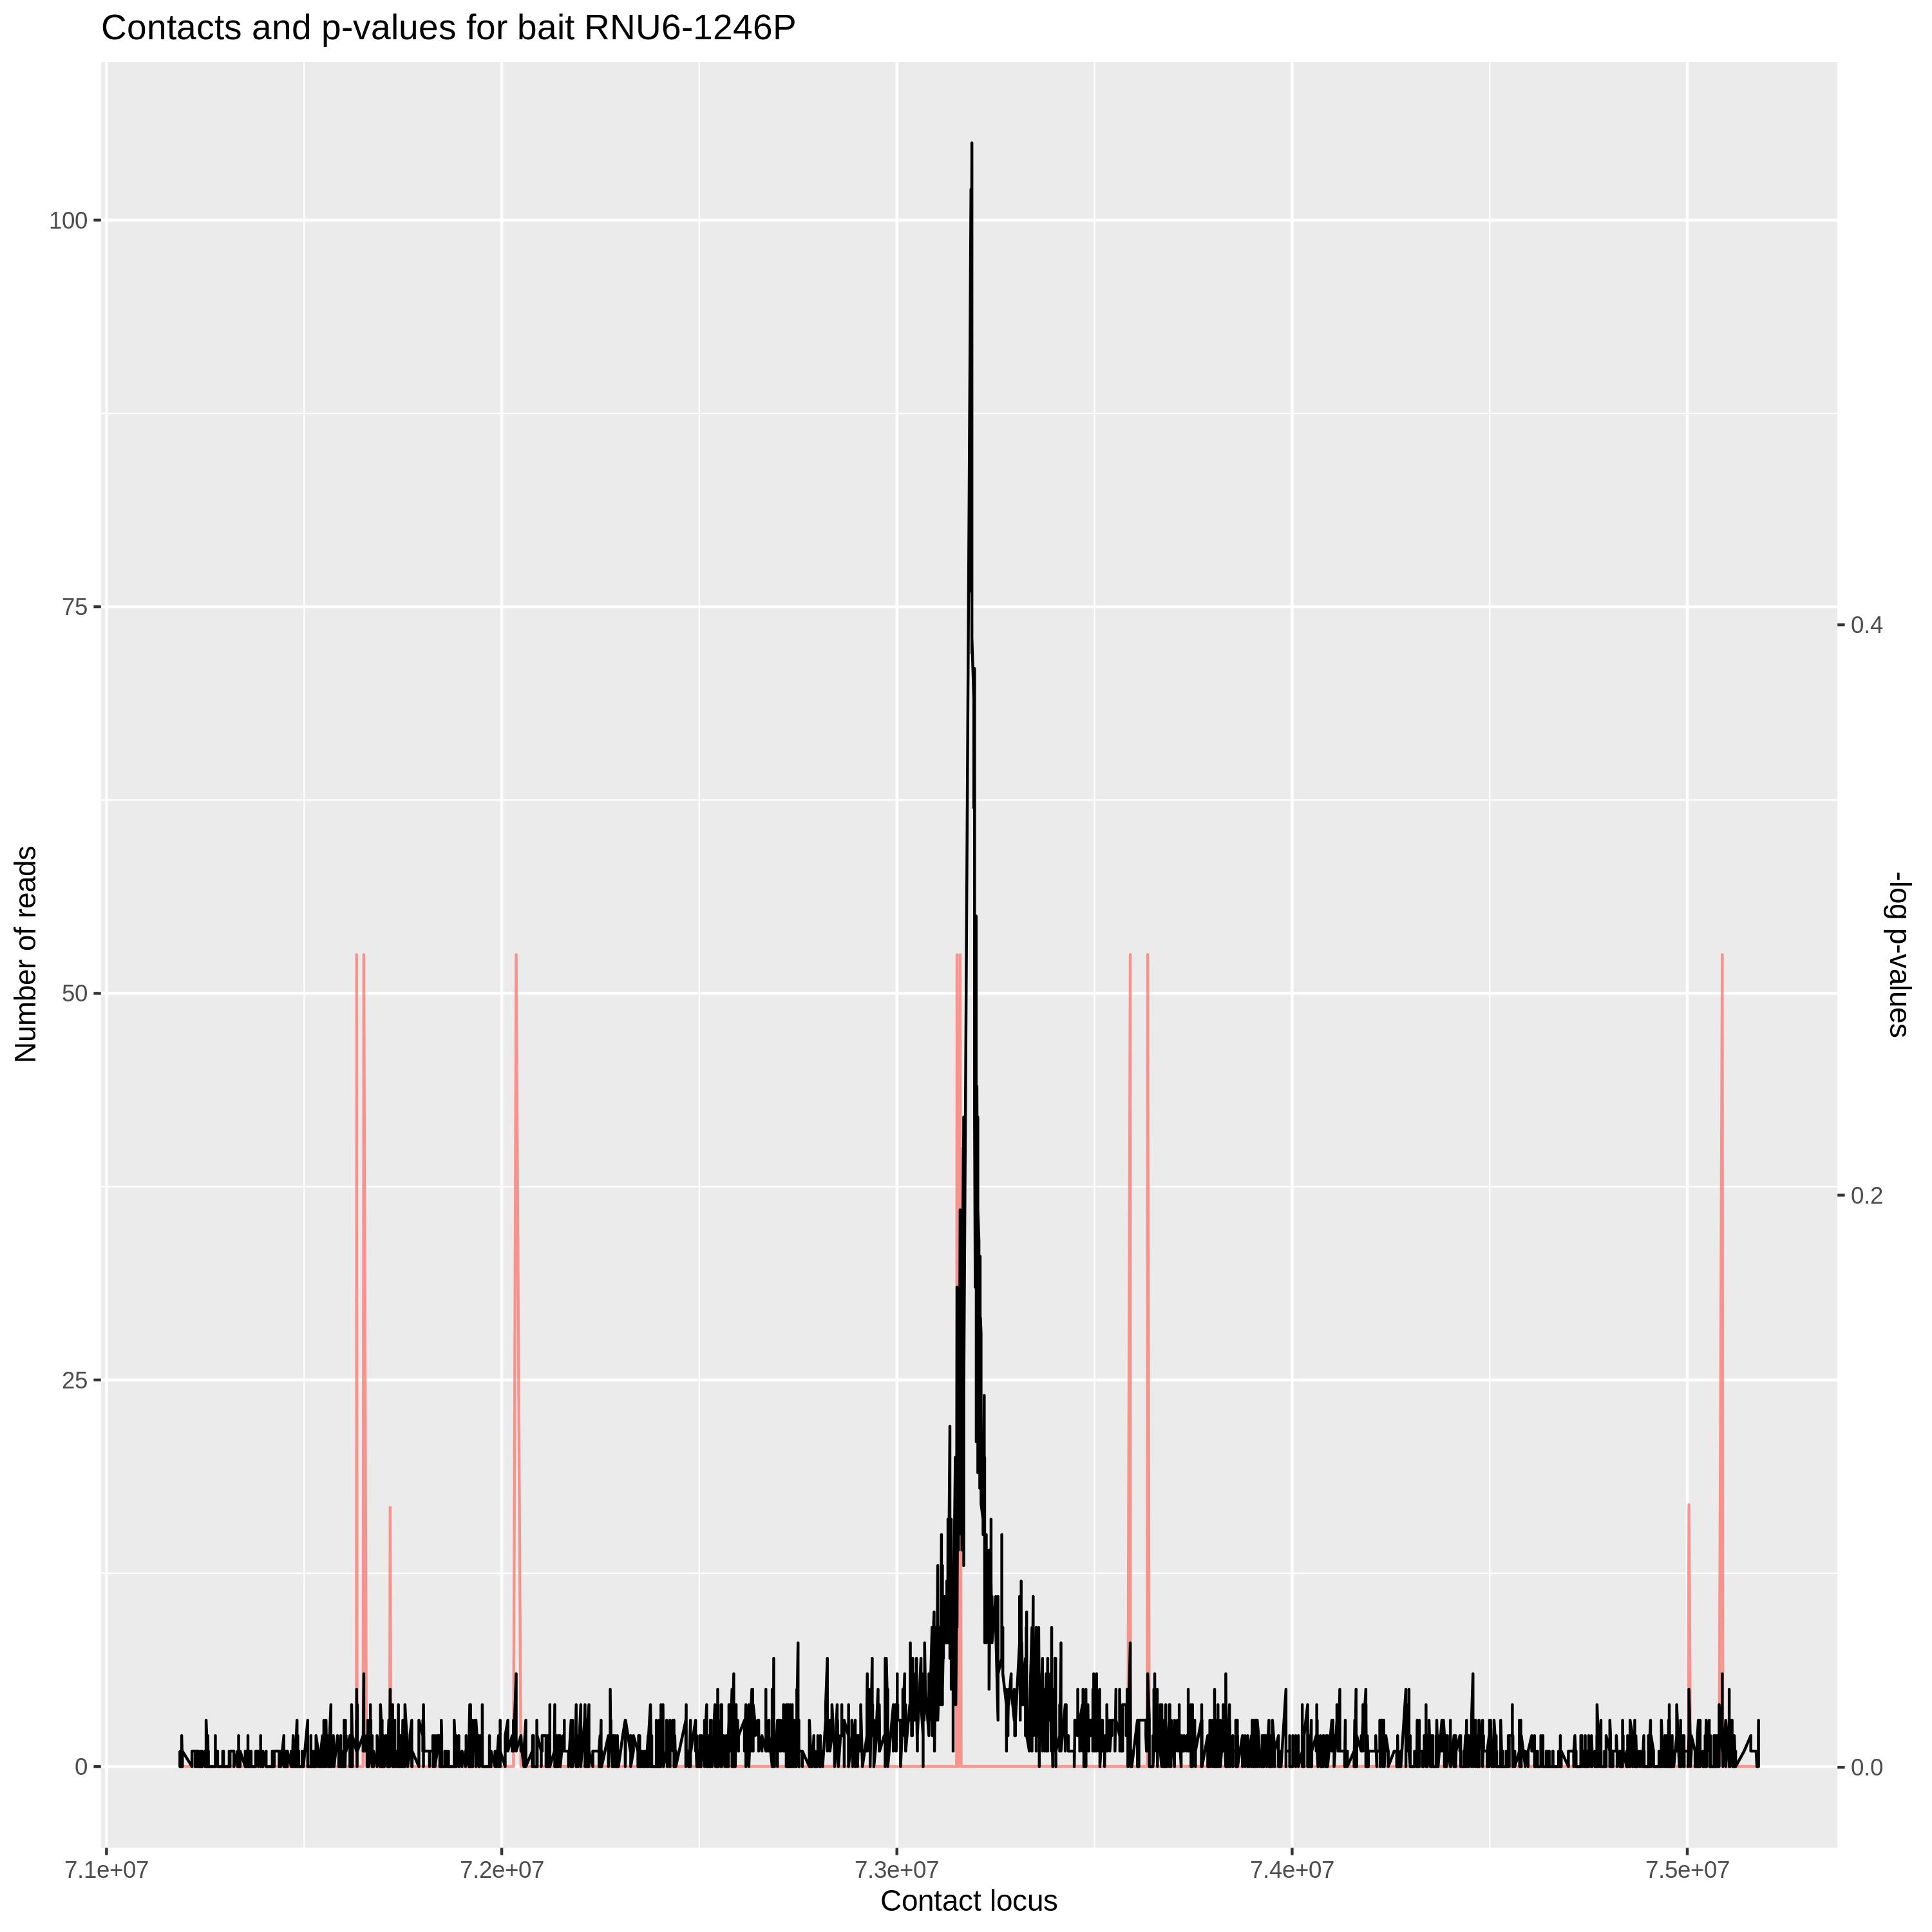 Contacts and p-values for bait RNU6-1246P
100
75
50
25
0
Number of reads
0.4
0.2
0.0
-log p-values
7.1e+07
7.2e+07
7.3e+07
7.4e+07
7.5e+07
Contact locus